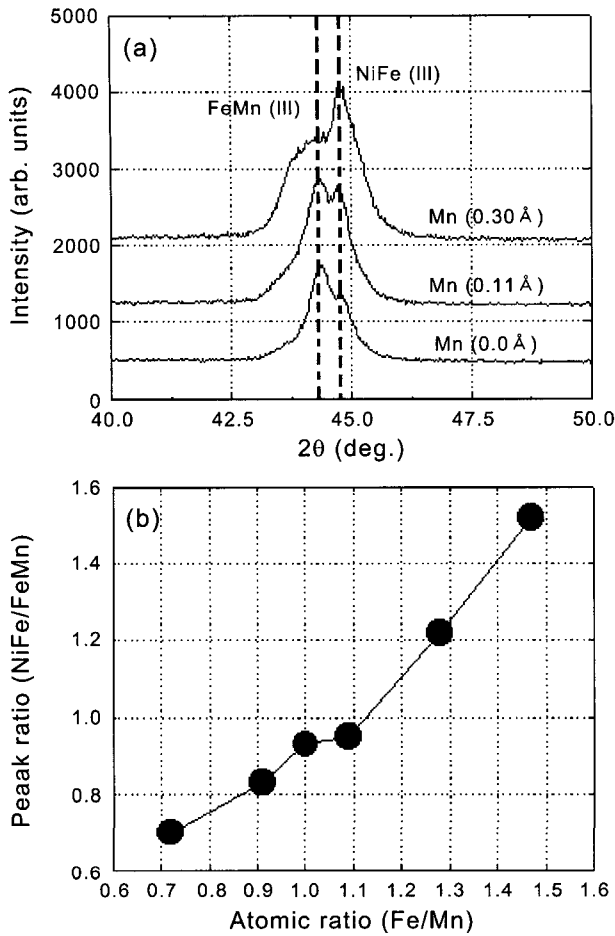 5000
(a)
NiFe (III)
4000
FeMn (III)
3000
Mn (0.30 Å)
2000
Mn (0.11 Å)
1000
Mn (0.0 Å)
0
40.0 42.5 45.0 47.5 50.0
2θ (deg.)
Intensity (arb. units)
1.6
(b)
1.4
1.2
1.0
0.8
0.6
0.6 0.7 0.8 0.9 1.0 1.1 1.2 1.3 1.4 1.5 1.6
Atomic ratio (Fe/Mn)
Peaak ratio (NiFe/FeMn)